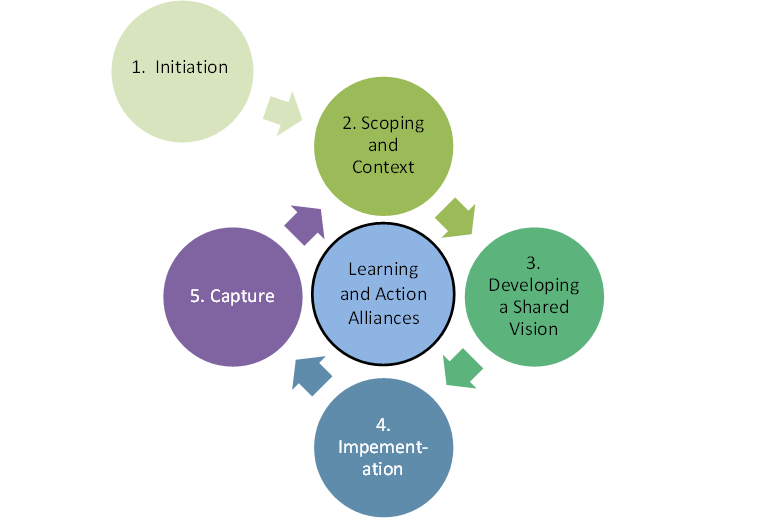 1. Initiation
2. Scoping
and
Context
3.
Developing
a Shared
Vision
Learning
and Action
Alliances
5. Capture
4.
Impement-
ation